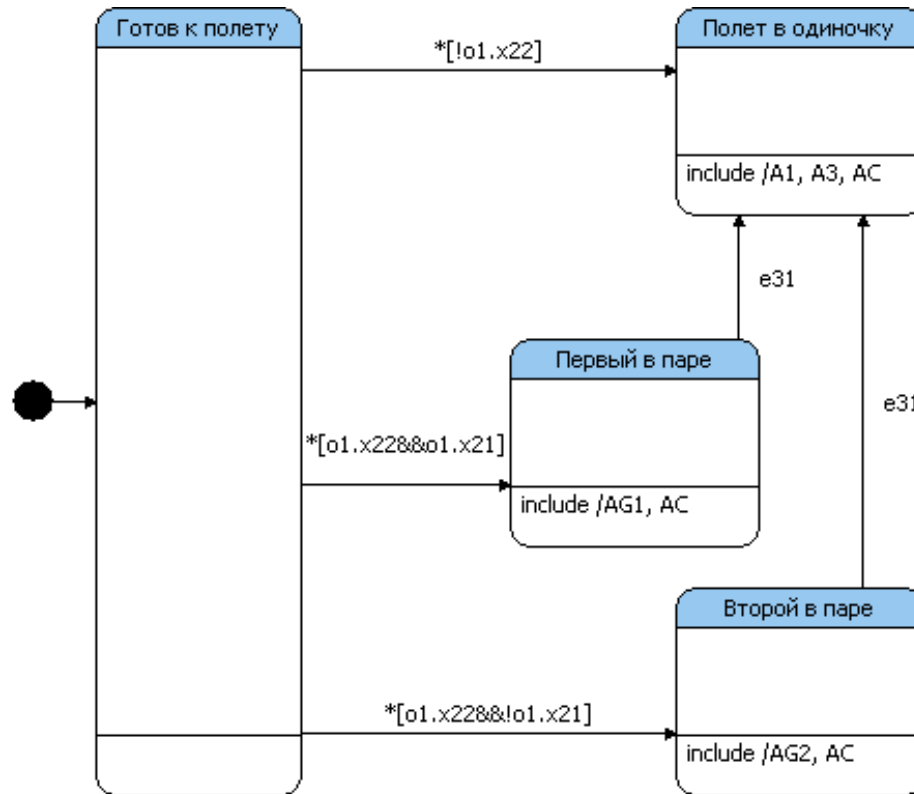 Готов к полету
Полет в одиночку
*[!o1.x22]
include /A1, A3, AC
e31
Первый в паре
e31
*[o1.x22&&o1.x21]
include /AG1, AC
Второй в паре
*[o1.x22&&!o1.x21]
include /AG2, AC